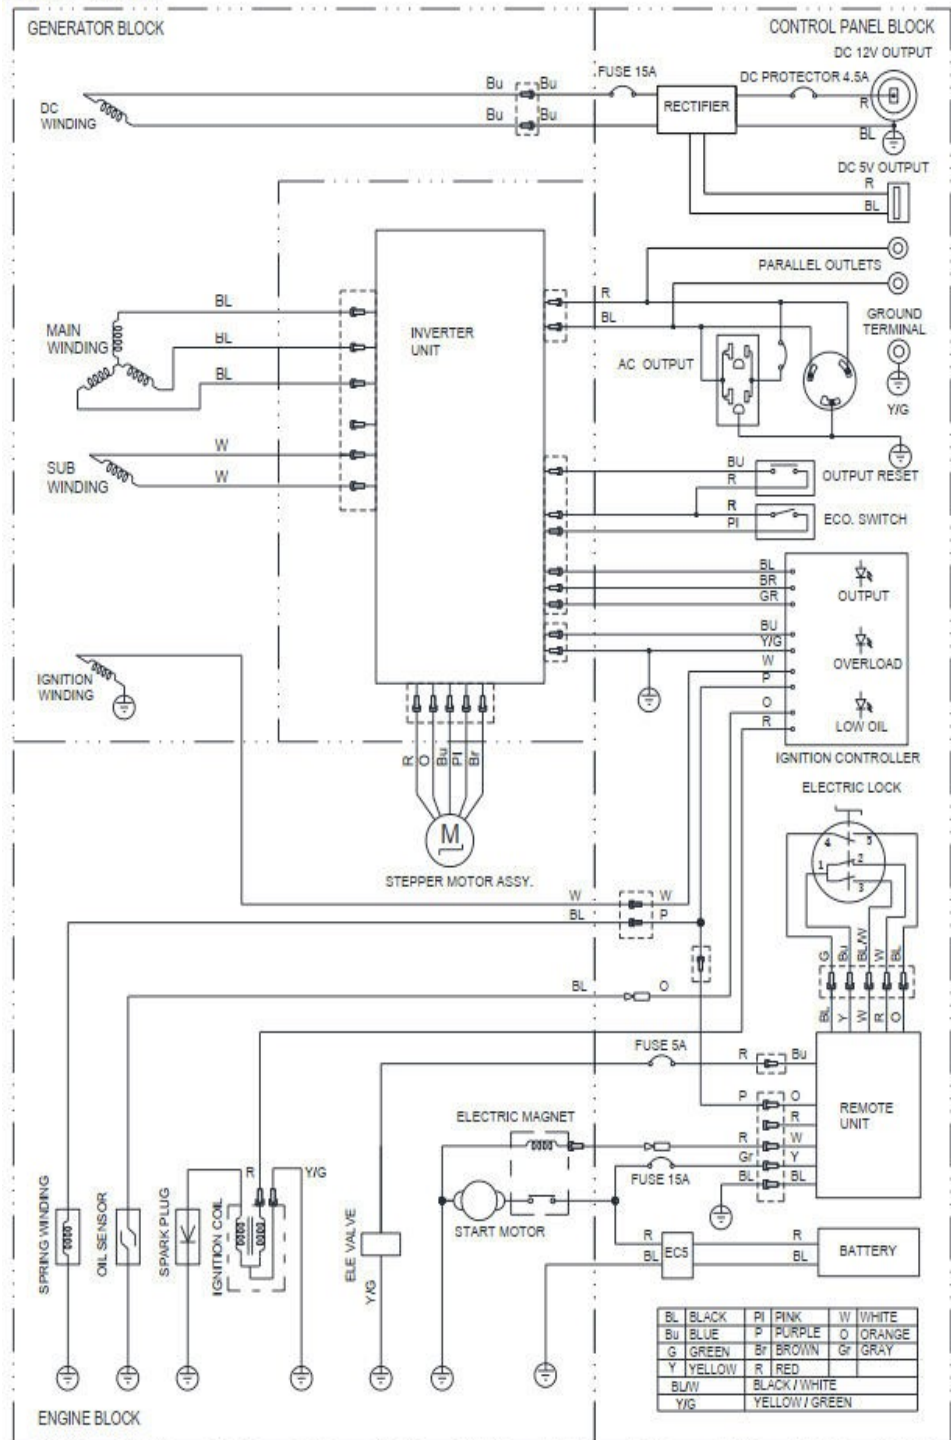 GENERATOR BLOCK
CONTROL PANEL BLOCK
DC 12V OUTPUT
Bu
Bu
FUSE 15A
DC PROTECTOR 4.5A
DC
WINDING
RECTIFIER
R
Bu
Bu
BL
DC 5V OUTPUT
R
BL
PARALLEL OUTLETS
BL
R
GROUND
TERMINAL
MAIN
WINDING
BL
INVERTER
UNIT
BL
AC OUTPUT
BL
Y/G
W
SUB
WINDING
W
BU
OUTPUT RESET
R
R
ECO. SWITCH
PI
BL
BR
OUTPUT
GR
BU
Y/G
OVERLOAD
W
P
IGNITION
WINDING
O
LOW OIL
R
IGNITION CONTROLLER
R
O
Bu
PI
Br
ELECTRIC LOCK
M
4
5
1
2
3
STEPPER MOTOR ASSY.
W
W
BL
P
G
Bu
BL/W
W
BL
BL
O
BL
Y
W
R
O
FUSE 5A
R
Bu
P
O
REMOTE
UNIT
ELECTRIC MAGNET
R
R
W
Gr
Y
FUSE 15A
BL
BL
R
Y/G
SPRING WINDING
OIL SENSOR
SPARK PLUG
IGNITION COIL
ELE VALVE
Y/G
START MOTOR
R
EC5
R
BATTERY
BL
BL
BL BLACK PI PINK W WHITE
Bu BLUE P PURPLE O ORANGE
G GREEN Br BROWN Gr GRAY
Y YELLOW R RED
BL/W BLACK / WHITE
Y/G YELLOW / GREEN
ENGINE BLOCK